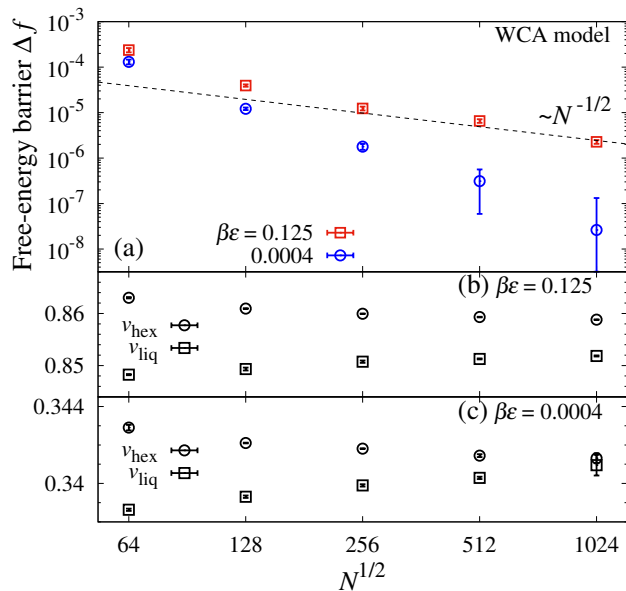 10^-3
WCA model
10^-4
10^-5
~N^-1/2
10^-6
10^-7
βε = 0.125
10^-8
(a)
0.0004
Free-energy barrier Δf
(b) βε = 0.125
0.86
v_hex
v_liq
0.85
0.344
(c) βε = 0.0004
v_hex
v_liq
0.34
64 128 256 512 1024
N^1/2